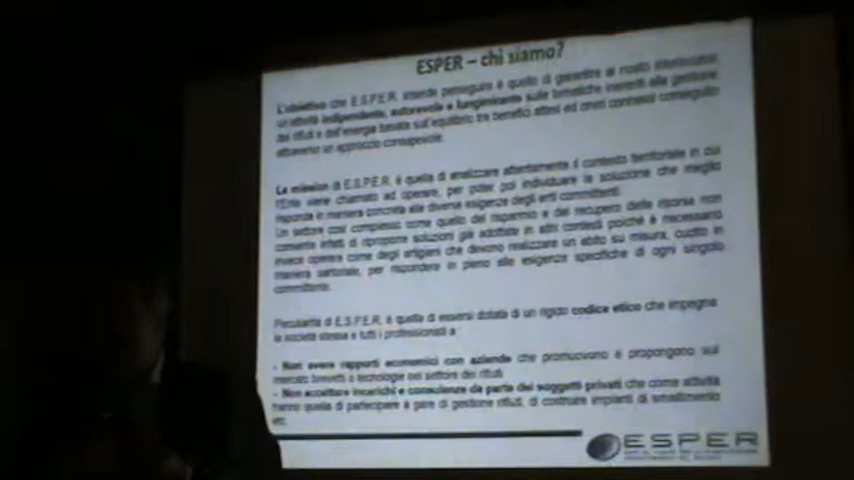 ESPER – chi siamo?
L'obiettivo che E.S.P.E.R. intende perseguire è quello di garantire ai nostri interlocutori
un'attività indipendente, autorevole e lungimirante sulle tematiche inerenti alla gestione
dei rifiuti e dell'energia basata sull'equilibrio tra benefici attesi ed oneri connessi conseguito
attraverso un approccio consapevole.
La mission di E.S.P.E.R. è quella di analizzare attentamente il contesto territoriale in cui
l'Ente viene chiamato ad operare, per poter poi individuare la soluzione che meglio
risponda in maniera concreta alle diverse esigenze degli enti committenti.
Un settore così complesso come quello del risparmio e del recupero delle risorse non
consente infatti di riproporre soluzioni già adottate in altri contesti poiché è necessario
invece operare come degli artigiani che devono realizzare un abito su misura, cucito in
maniera sartoriale, per rispondere in pieno alle esigenze specifiche di ogni singolo
committente.
Peculiarità di E.S.P.E.R. è quella di essersi dotata di un rigido codice etico che impegna
la società stessa e tutti i professionisti a
- Non avere rapporti economici con aziende che promuovono e propongono sul
mercato brevetti o tecnologie nel settore dei rifiuti
- Non accettare incarichi e consulenze da parte dei soggetti privati che come attività
hanno quella di partecipare a gare di gestione rifiuti, di costruire impianti di smaltimento
etc.
ESPER